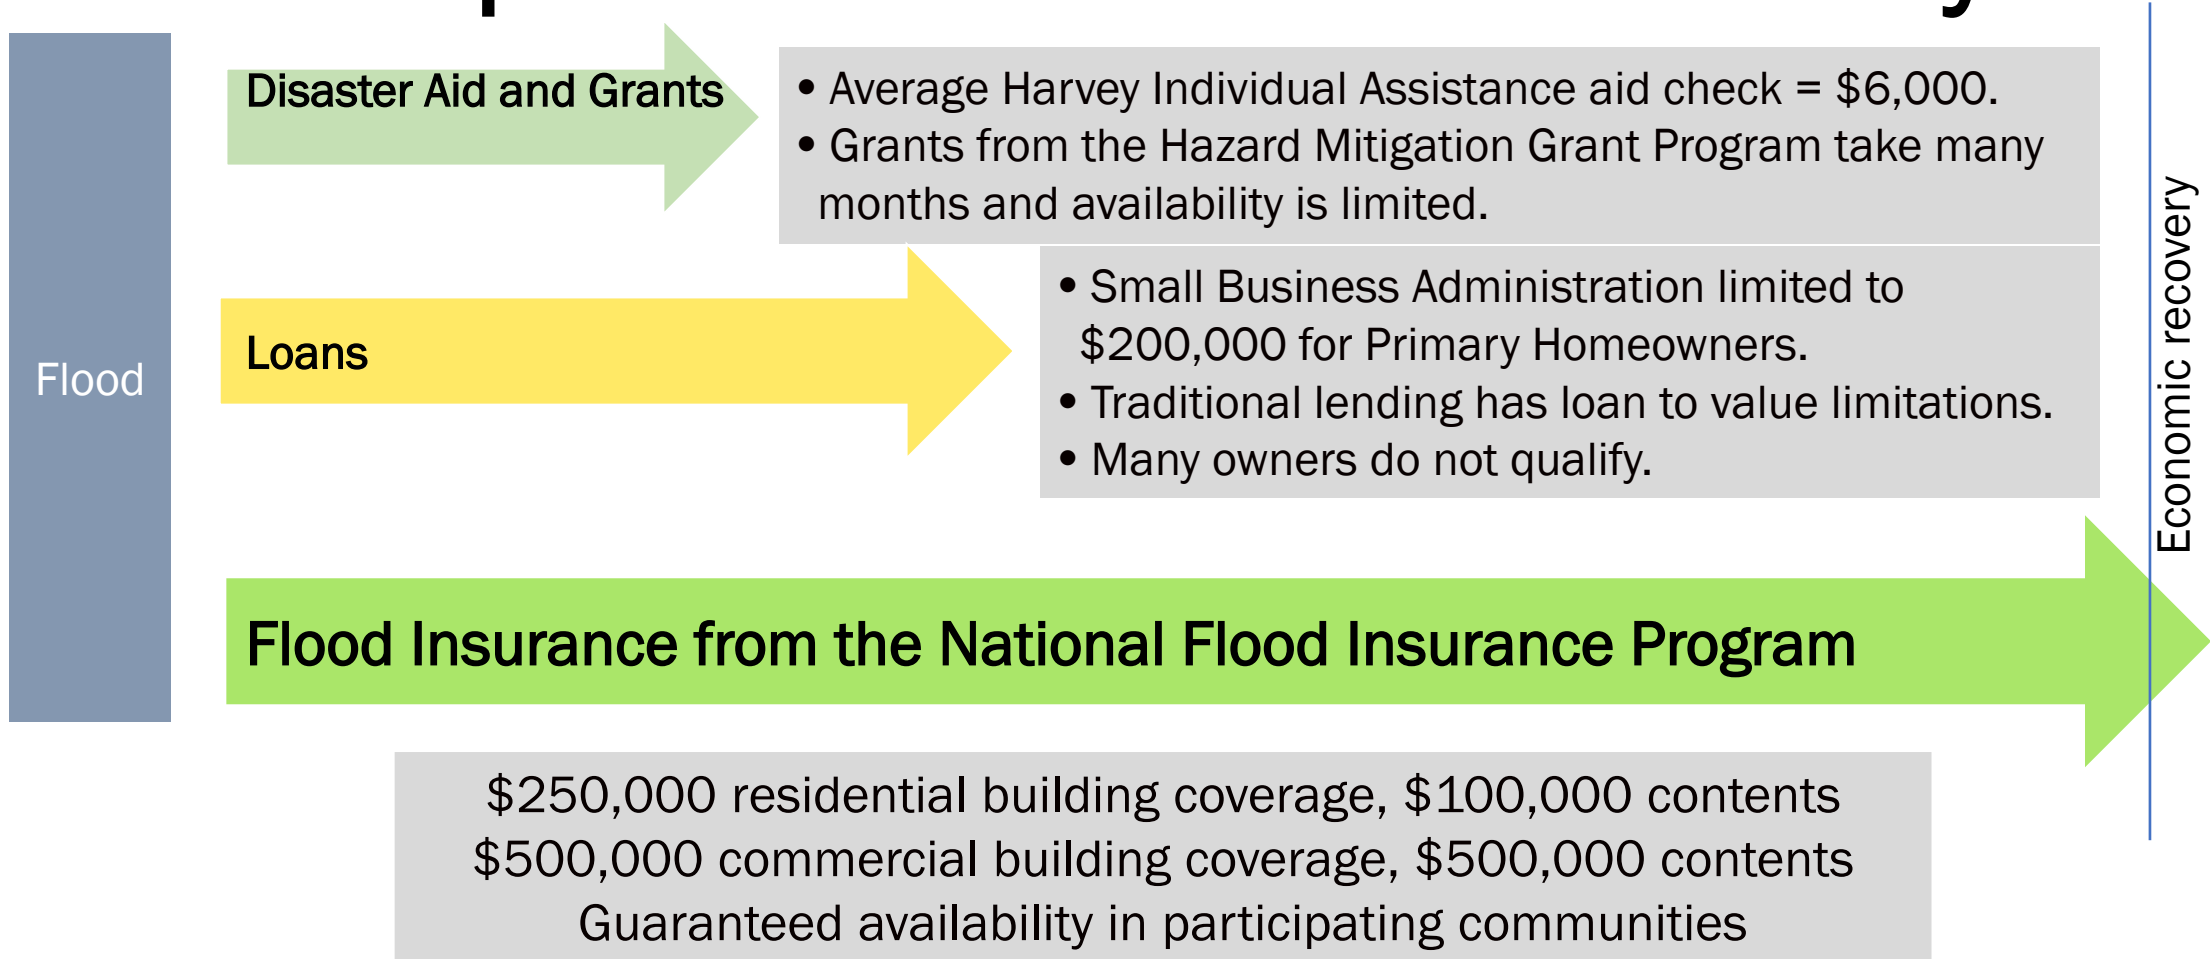 Flood
Disaster Aid and Grants
• Average Harvey Individual Assistance aid check = $6,000.
• Grants from the Hazard Mitigation Grant Program take many
months and availability is limited.
Loans
• Small Business Administration limited to
$200,000 for Primary Homeowners.
• Traditional lending has loan to value limitations.
• Many owners do not qualify.
Economic recovery
Flood Insurance from the National Flood Insurance Program
$250,000 residential building coverage, $100,000 contents
$500,000 commercial building coverage, $500,000 contents
Guaranteed availability in participating communities